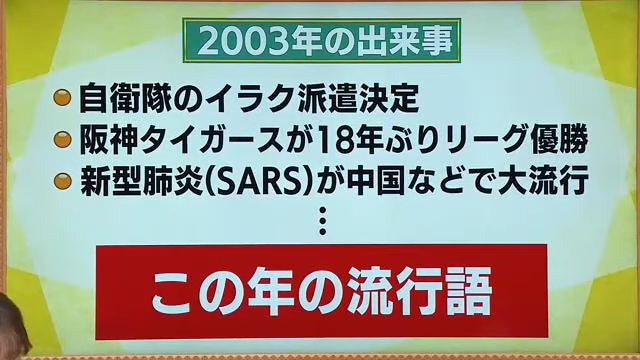 2003年の出来事
自衛隊のイラク派遣決定
阪神タイガースが18年ぶりリーグ優勝
新型肺炎(SARS)が中国などで大流行
⋮
この年の流行語